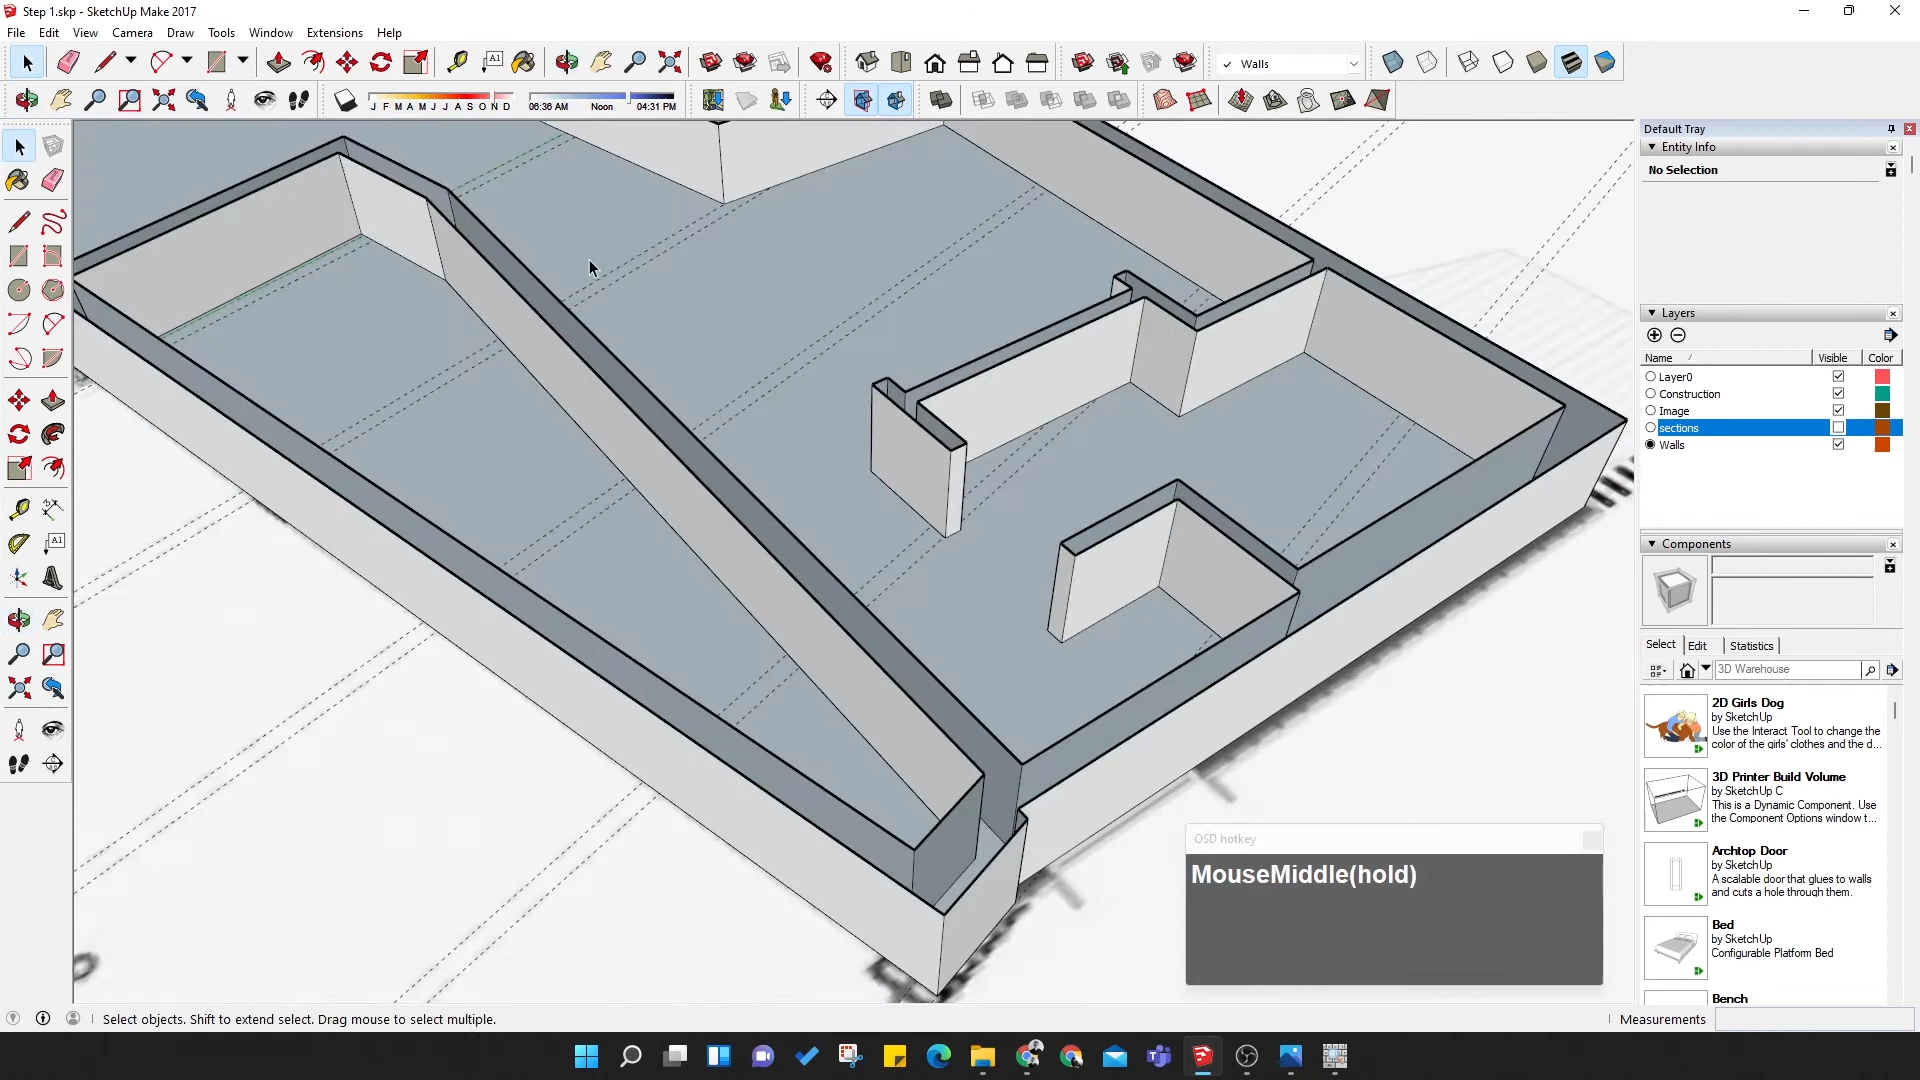 Step 1.skp - SketchUp Make 2017
File Edit View Camera Draw Tools Window Extensions Help
A1
✓ Walls
J F M A M J J A S O N D
06:36 AM Noon 04:31 PM
Default Tray
Entity Info
No Selection
Layers
Name Visible Color
Layer0
Construction
Image
sections
Walls
A1
Components
Select Edit Statistics
3D Warehouse
2D Girls Dog
by SketchUp
Use the Interact Tool to change the
color of the girls' clothes and the d...
3D Printer Build Volume
by SketchUp C
This is a Dynamic Component. Use
the Component Options window t...
Archtop Door
by SketchUp
A scalable door that glues to walls
and cuts a hole through them.
Bed
by SketchUp
Configurable Platform Bed
Bench
OSD hotkey
MouseMiddle(hold)
Select objects. Shift to extend select. Drag mouse to select multiple.
Measurements